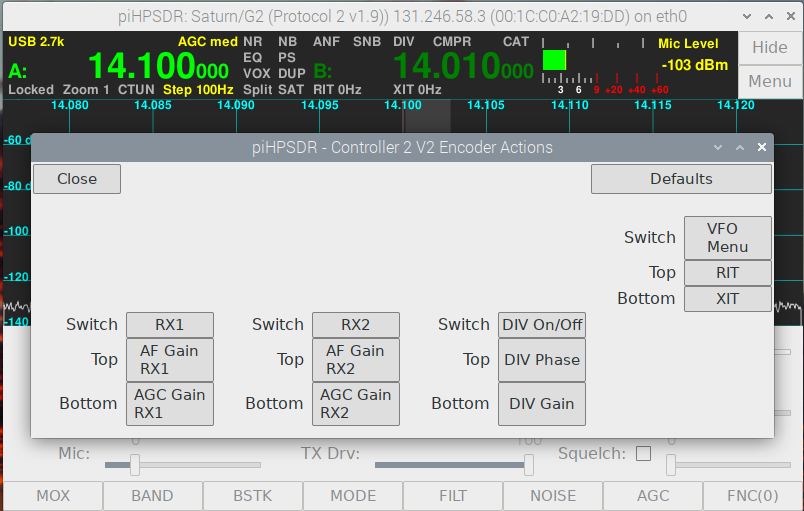 piHPSDR: Saturn/G2 (Protocol 2 v1.9)) 131.246.58.3 (00:1C:C0:A2:19:DD) on eth0
USB 2.7k AGC med NR NB ANF SNB DIV CMPR CAT Mic Level Hide
A: 14.100000 EQ PS B: 14.010000 -103 dBm
VOX DUP Menu
Locked Zoom 1 CTUN Step 100Hz Split SAT RIT 0Hz XIT 0Hz 3 6 9 +20 +40 +60
14.080 14.085 14.090 14.095 14.100 14.105 14.110 14.115 14.120
-60 d
piHPSDR - Controller 2 V2 Encoder Actions
Close Defaults
-80 d
Switch VFO Menu
-100
Top RIT
-120
Bottom XIT
-140
Switch RX1 Switch RX2 Switch DIV On/Off
Top AF Gain RX1 Top AF Gain RX2 Top DIV Phase
Bottom AGC Gain RX1 Bottom AGC Gain RX2 Bottom DIV Gain
0 100 0
Mic: TX Drv: Squelch:
MOX BAND BSTK MODE FILT NOISE AGC FNC(0)